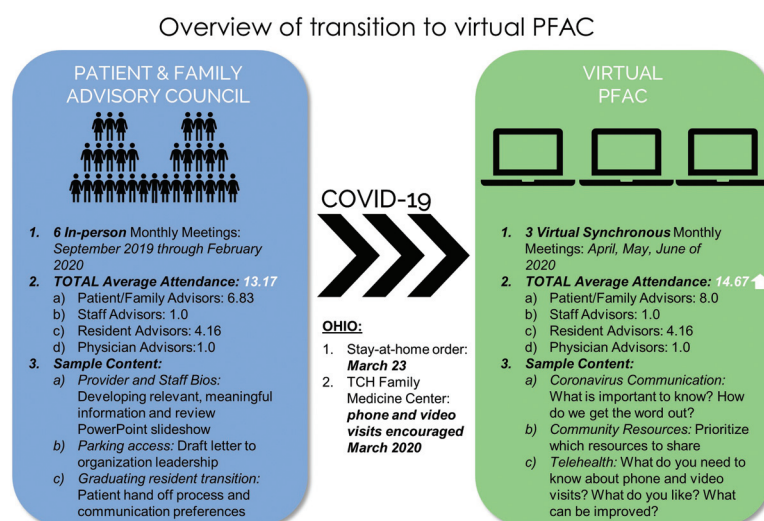 Overview of transition to virtual PFAC
PATIENT & FAMILY
ADVISORY COUNCIL
1. 6 In-person Monthly Meetings:
September 2019 through February
2020
2. TOTAL Average Attendance: 13.17
a) Patient/Family Advisors: 6.83
b) Staff Advisors: 1.0
c) Resident Advisors: 4.16
d) Physician Advisors:1.0
3. Sample Content:
a) Provider and Staff Bios:
Developing relevant, meaningful
information and review
PowerPoint slideshow
b) Parking access: Draft letter to
organization leadership
c) Graduating resident transition:
Patient hand off process and
communication preferences
COVID-19
OHIO:
1. Stay-at-home order:
March 23
2. TCH Family
Medicine Center:
phone and video
visits encouraged
March 2020
VIRTUAL
PFAC
1. 3 Virtual Synchronous Monthly
Meetings: April, May, June of
2020
2. TOTAL Average Attendance: 14.67
a) Patient/Family Advisors: 8.0
b) Staff Advisors: 1.0
c) Resident Advisors: 4.16
d) Physician Advisors: 1.0
3. Sample Content:
a) Coronavirus Communication:
What is important to know? How
do we get the word out?
b) Community Resources: Prioritize
which resources to share
c) Telehealth: What do you need to
know about phone and video
visits? What do you like? What
can be improved?